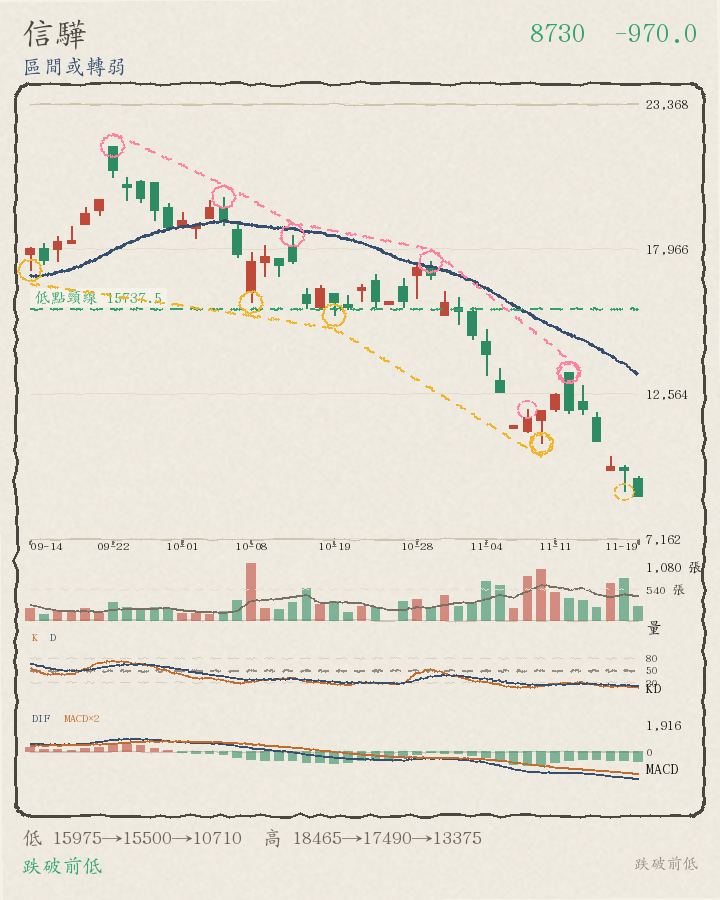 信驊 8730 -970.0
區間或轉弱
23,368
17,966
低點頸線 15737.5
12,564
7,162
09-14 09-22 10-01 10-08 10-19 10-28 11-04 11-11 11-19
1,080 張
540 張
量
K D
80
50
20
KD
DIF MACD×2
1,916
0
MACD
低 15975→15500→10710 高 18465→17490→13375
跌破前低 跌破前低